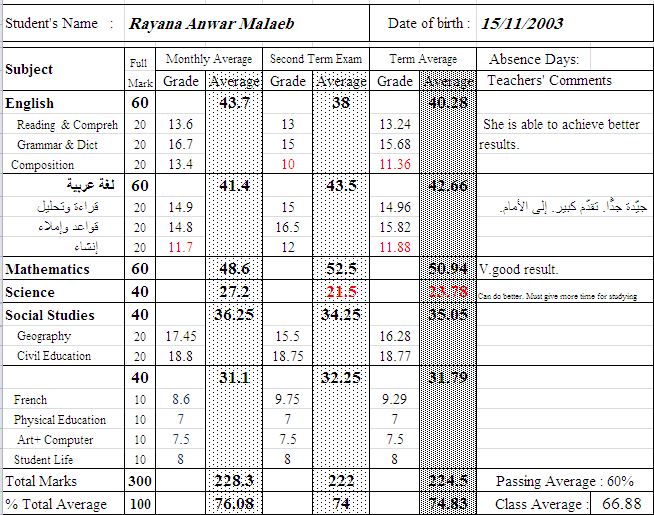 Student's Name : Rayana Anwar Malaeb Date of birth : 15/11/2003
Subject Full Mark Monthly Average Second Term Exam Term Average Absence Days:
Grade Average Grade Average Grade Average Teachers' Comments
English 60 43.7 38 40.28
Reading & Compreh 20 13.6 13 13.24 She is able to achieve better
Grammar & Dict 20 16.7 15 15.68 results.
Composition 20 13.4 10 11.36
لغة عربية 60 41.4 43.5 42.66
قراءة وتحليل 20 14.9 15 14.96 جيّدة جدًّا. تقدّم كبير. إلى الأمام.
قواعد وإملاء 20 14.8 16.5 15.82
إنشاء 20 11.7 12 11.88
Mathematics 60 48.6 52.5 50.94 V.good result.
Science 40 27.2 21.5 23.78 Can do better. Must give more time for studying
Social Studies 40 36.25 34.25 35.05
Geography 20 17.45 15.5 16.28
Civil Education 20 18.8 18.75 18.77
40 31.1 32.25 31.79
French 10 8.6 9.75 9.29
Physical Education 10 7 7 7
Art+ Computer 10 7.5 7.5 7.5
Student Life 10 8 8 8
Total Marks 300 228.3 222 224.5 Passing Average : 60%
% Total Average 100 76.08 74 74.83 Class Average : 66.88